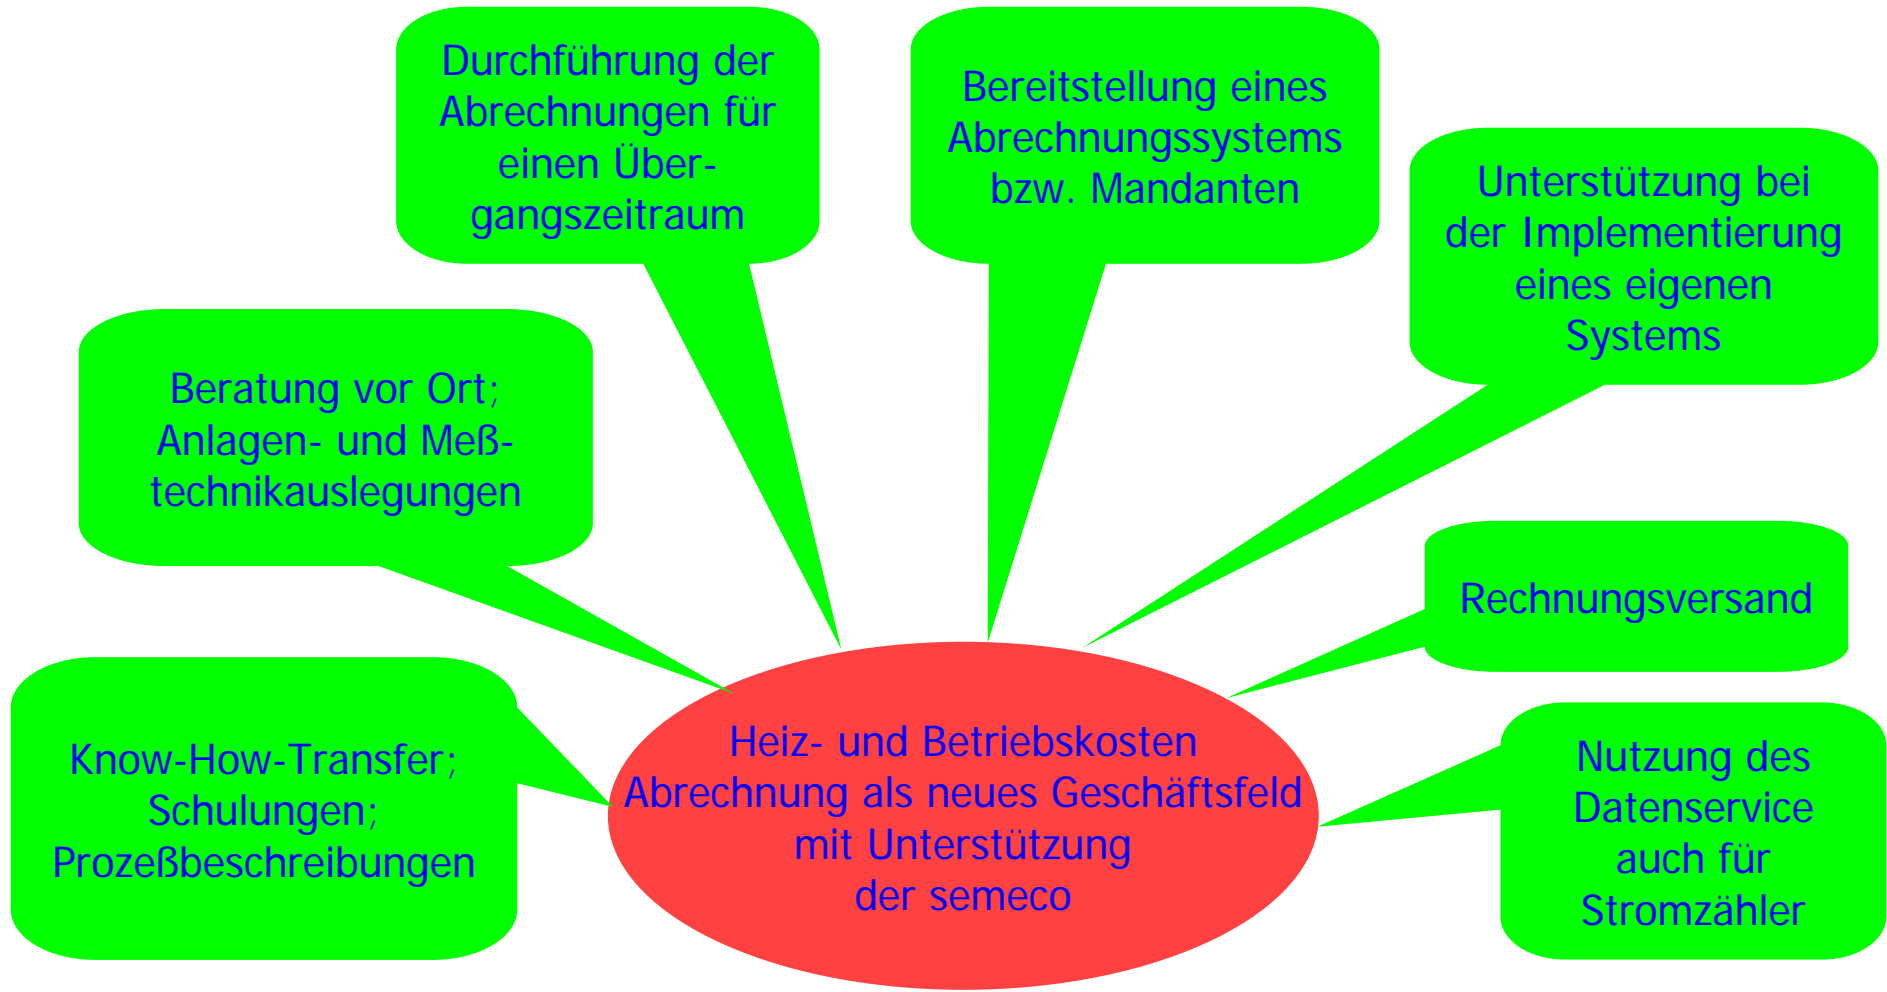 Durchführung der
Abrechnungen für
einen Über-
gangszeitraum
Bereitstellung eines
Abrechnungssystems
bzw. Mandanten
Unterstützung bei
der Implementierung
eines eigenen
Systems
Beratung vor Ort;
Anlagen- und Meß-
technikauslegungen
Rechnungsversand
Know-How-Transfer;
Schulungen;
Prozeßbeschreibungen
Heiz- und Betriebskosten
Abrechnung als neues Geschäftsfeld
mit Unterstützung
der semeco
Nutzung des
Datenservice
auch für
Stromzähler